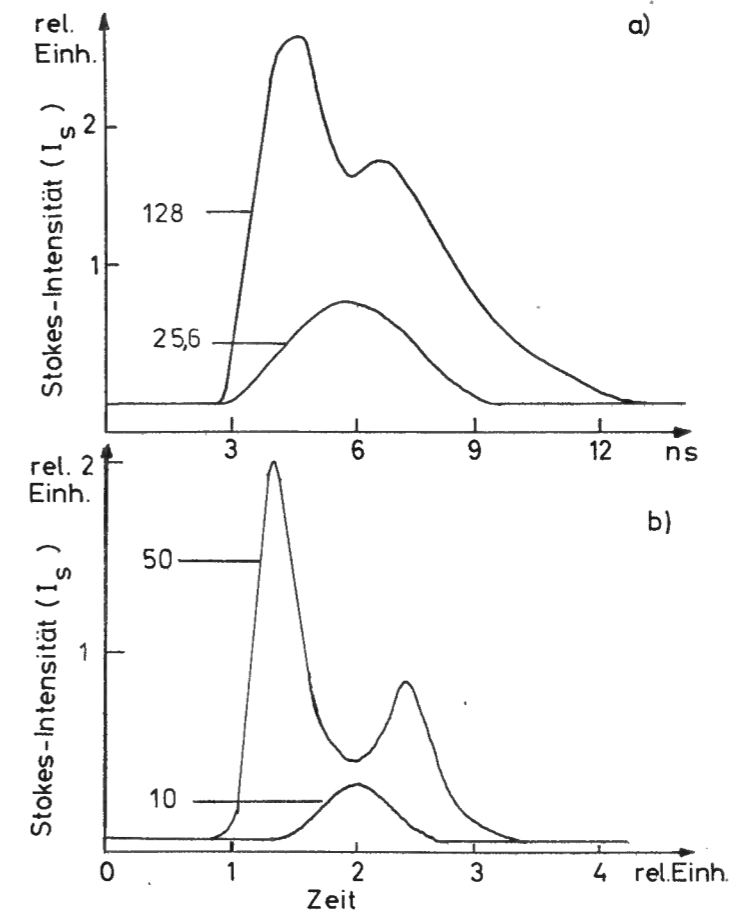 rel.
Einh.
a)
Stokes-Intensität (I_s)
2
128
1
25,6
3 6 9 12 ns
rel. 2
Einh.
b)
Stokes-Intensität (I_s)
50
1
10
0 1 2 3 4 rel.Einh.
Zeit